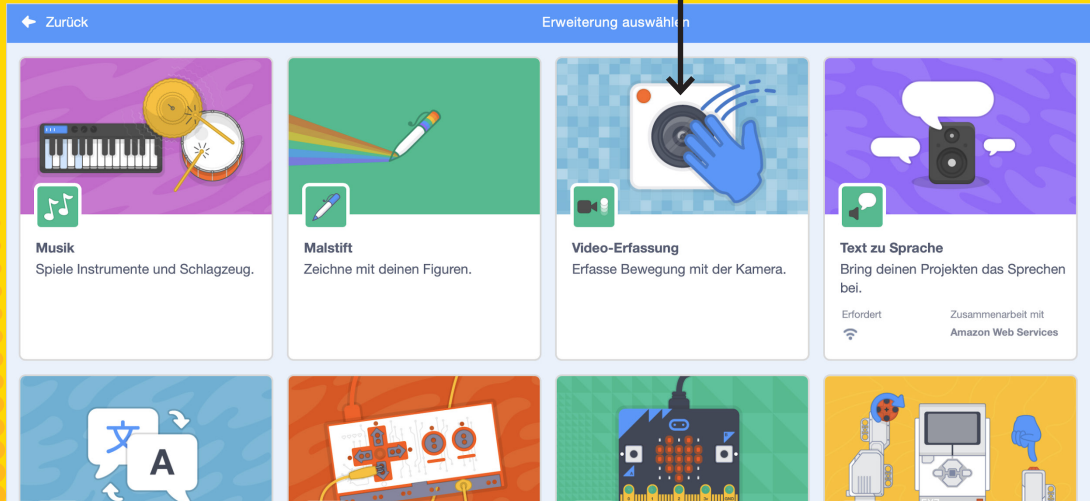 Zurück
Erweiterung auswählen
Musik
Spiele Instrumente und Schlagzeug.
Malstift
Zeichne mit deinen Figuren.
Video-Erfassung
Erfasse Bewegung mit der Kamera.
Text zu Sprache
Bring deinen Projekten das Sprechen
bei.
Erfordert
Zusammenarbeit mit
Amazon Web Services
文
A